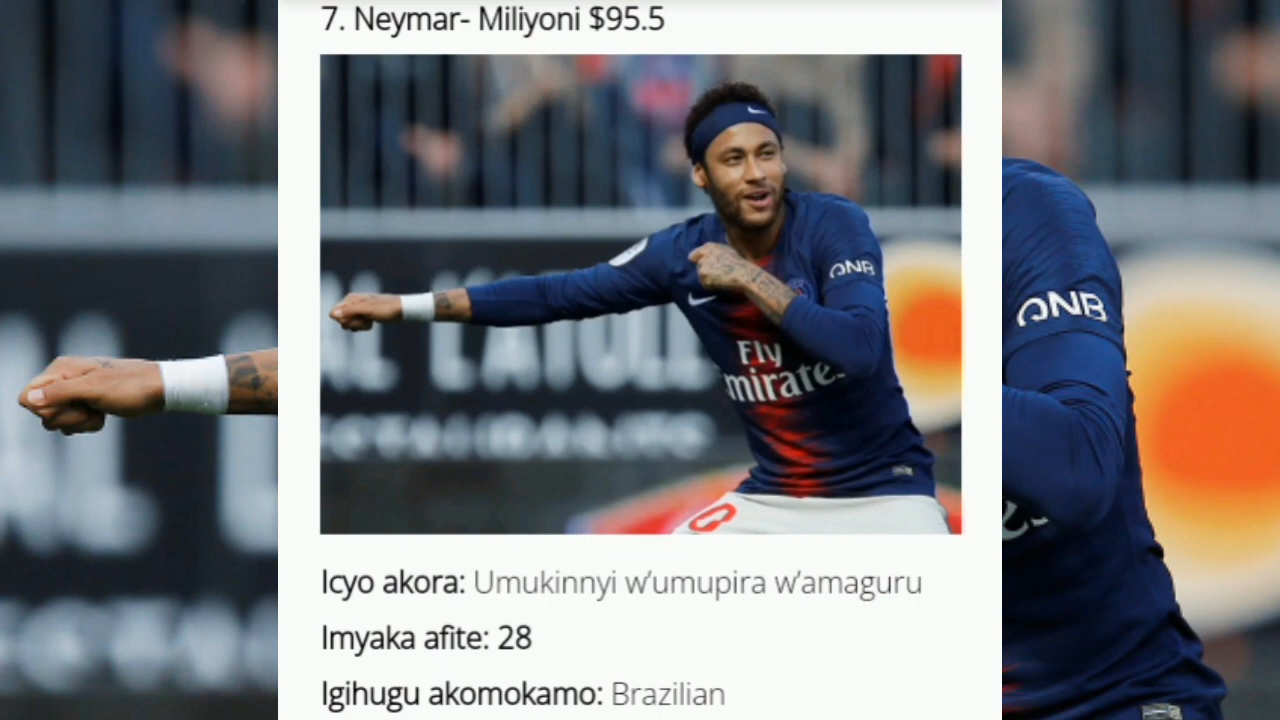 7. Neymar- Miliyoni $95.5
QNB
QNB
Fly
Emirates
Icyo akora: Umukinnyi w’umupira w’amaguru
Imyaka afite: 28
Igihugu akomokamo: Brazilian